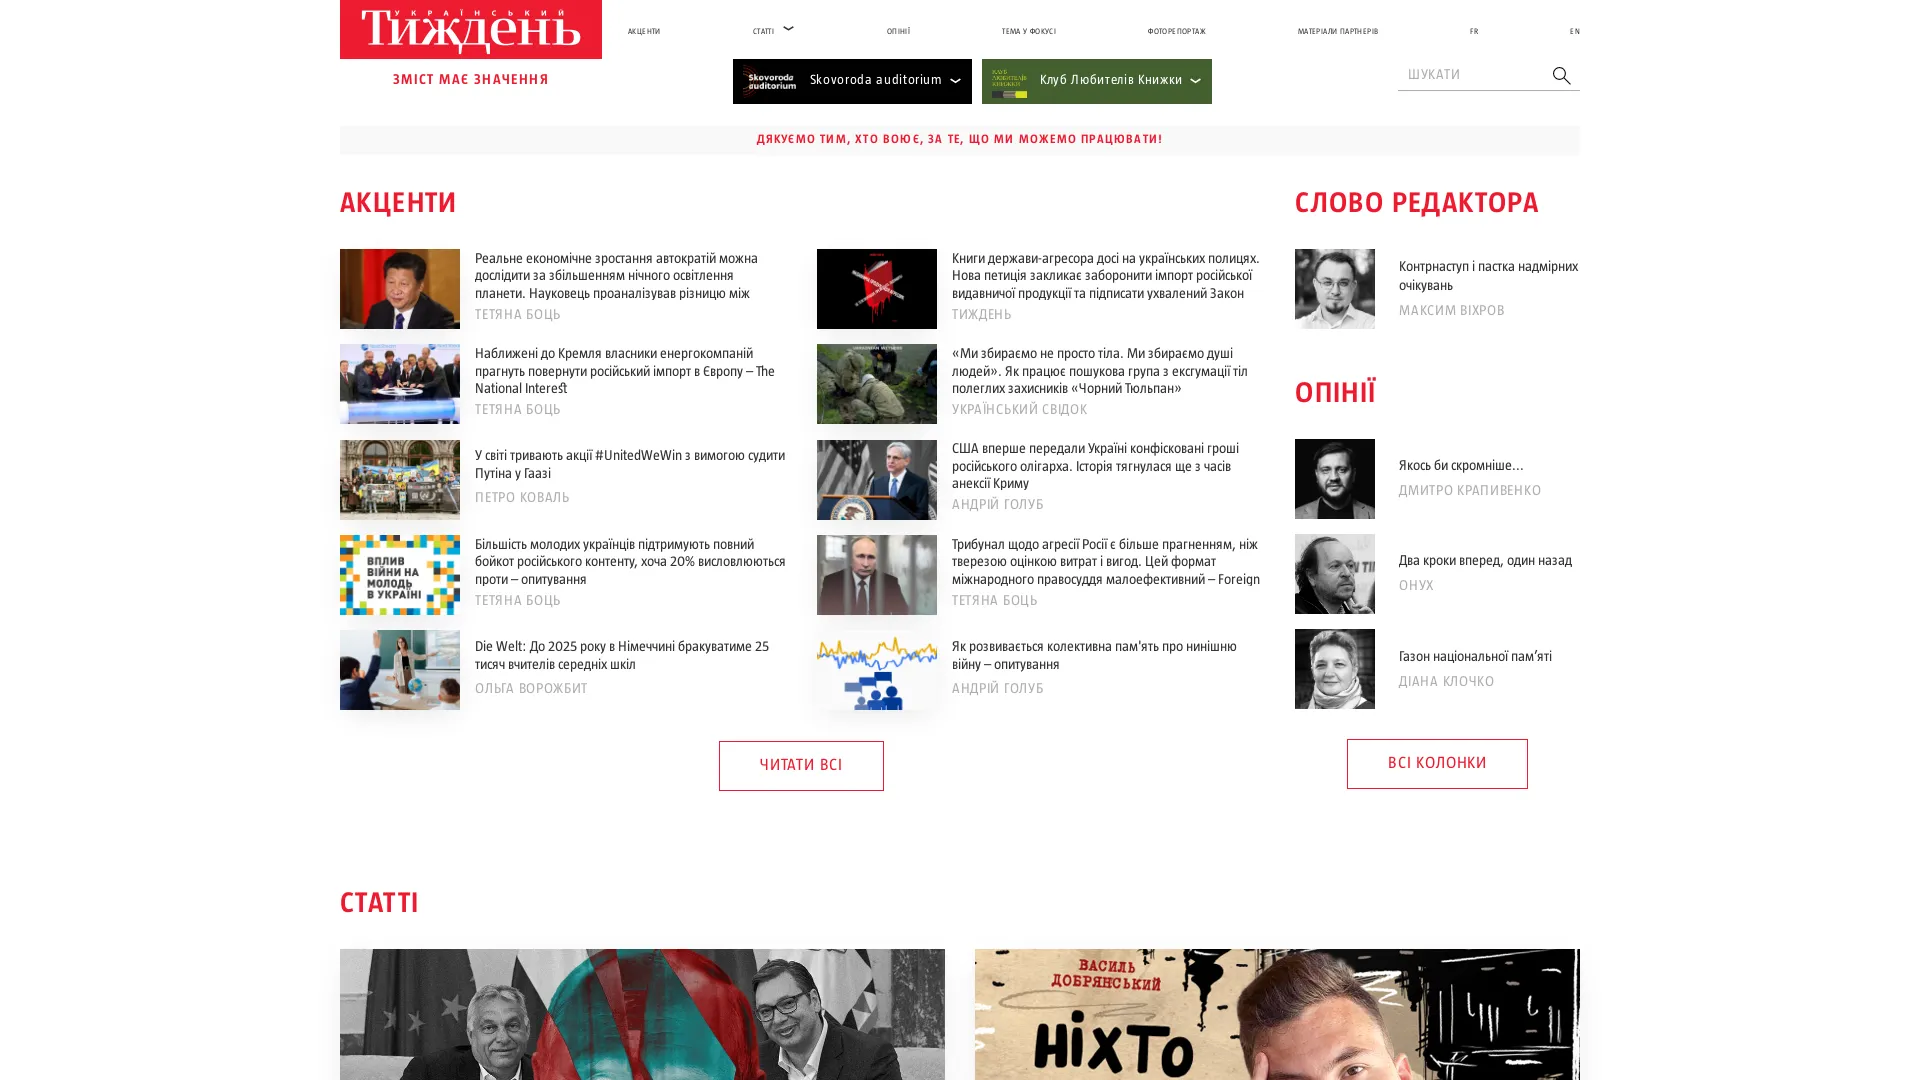 УКРАЇНСЬКИЙ
Тиждень
ЗМІСТ МАЄ ЗНАЧЕННЯ
АКЦЕНТИ
СТАТТІ
ОПІНІЇ
ТЕМА У ФОКУСІ
ФОТОРЕПОРТАЖ
МАТЕРІАЛИ ПАРТНЕРІВ
FR
EN
Skovoroda auditorium
Skovoroda auditorium
КЛУБ ЛЮБИТЕЛІВ КНИЖКИ
Клуб Любителів Книжки
ШУКАТИ
ДЯКУЄМО ТИМ, ХТО ВОЮЄ, ЗА ТЕ, ЩО МИ МОЖЕМО ПРАЦЮВАТИ!
АКЦЕНТИ
Реальне економічне зростання автократій можна
дослідити за збільшенням нічного освітлення
планети. Науковець проаналізував різницю між
ТЕТЯНА БОЦЬ
Наближені до Кремля власники енергокомпаній
прагнуть повернути російський імпорт в Європу – The
National Interest
ТЕТЯНА БОЦЬ
У світі тривають акції #UnitedWeWin з вимогою судити
Путіна у Гаазі
ПЕТРО КОВАЛЬ
ВПЛИВ
ВІЙНИ НА
МОЛОДЬ
В УКРАЇНІ
Більшість молодих українців підтримують повний
бойкот російського контенту, хоча 20% висловлюються
проти – опитування
ТЕТЯНА БОЦЬ
Die Welt: До 2025 року в Німеччині бракуватиме 25
тисяч вчителів середніх шкіл
ОЛЬГА ВОРОЖБИТ
Книги держави-агресора досі на українських полицях.
Нова петиція закликає заборонити імпорт російської
видавничої продукції та підписати ухвалений Закон
ТИЖДЕНЬ
«Ми збираємо не просто тіла. Ми збираємо душі
людей». Як працює пошукова група з ексгумації тіл
полеглих захисників «Чорний Тюльпан»
УКРАЇНСЬКИЙ СВІДОК
США вперше передали Україні конфісковані гроші
російського олігарха. Історія тягнулася ще з часів
анексії Криму
АНДРІЙ ГОЛУБ
Трибунал щодо агресії Росії є більше прагненням, ніж
тверезою оцінкою витрат і вигод. Цей формат
міжнародного правосуддя малоефективний – Foreign
ТЕТЯНА БОЦЬ
Як розвивається колективна пам'ять про нинішню
війну – опитування
АНДРІЙ ГОЛУБ
ЧИТАТИ ВСІ
СЛОВО РЕДАКТОРА
Контрнаступ і пастка надмірних
очікувань
МАКСИМ ВІХРОВ
ОПІНІЇ
Якось би скромніше…
ДМИТРО КРАПИВЕНКО
Два кроки вперед, один назад
ОНУХ
Газон національної пам’яті
ДІАНА КЛОЧКО
ВСІ КОЛОНКИ
СТАТТІ
ВАСИЛЬ
ДОБРЯНСЬКИЙ
НІХТО